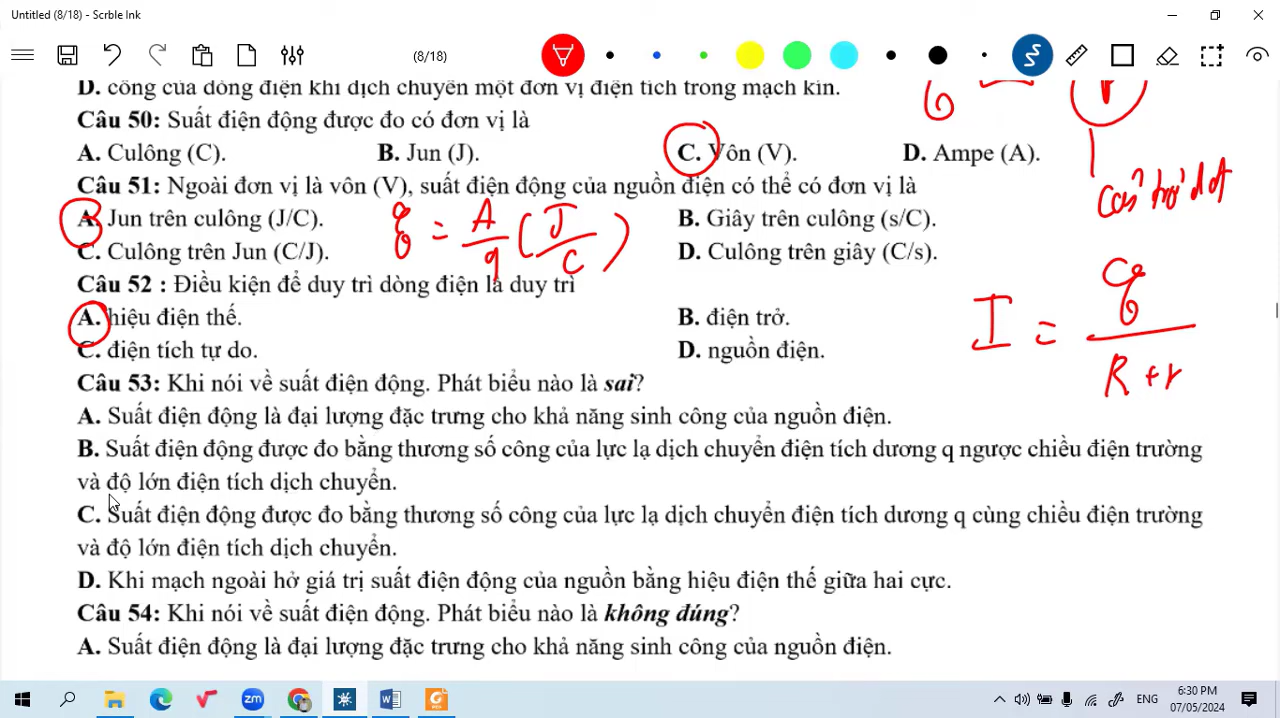 Untitled (8/18) - Scrble Ink
(8/18)
D. công của dòng điện khi dịch chuyển một đơn vị điện tích trong mạch kín.
Câu 50: Suất điện động được đo có đơn vị là
A. Culông (C). B. Jun (J). C. Vôn (V). D. Ampe (A).
Câu 51: Ngoài đơn vị là vôn (V), suất điện động của nguồn điện có thể có đơn vị là
A. Jun trên culông (J/C). B. Giây trên culông (s/C).
C. Culông trên Jun (C/J). D. Culông trên giây (C/s).
= A/q (J/C)
Câu 52 : Điều kiện để duy trì dòng điện là duy trì
A. hiệu điện thế. B. điện trở.
C. điện tích tự do. D. nguồn điện.
I = /R+r
Câu 53: Khi nói về suất điện động. Phát biểu nào là sai?
A. Suất điện động là đại lượng đặc trưng cho khả năng sinh công của nguồn điện.
B. Suất điện động được đo bằng thương số công của lực lạ dịch chuyển điện tích dương q ngược chiều điện trường
và độ lớn điện tích dịch chuyển.
C. Suất điện động được đo bằng thương số công của lực lạ dịch chuyển điện tích dương q cùng chiều điện trường
và độ lớn điện tích dịch chuyển.
D. Khi mạch ngoài hở giá trị suất điện động của nguồn bằng hiệu điện thế giữa hai cực.
Câu 54: Khi nói về suất điện động. Phát biểu nào là không đúng?
A. Suất điện động là đại lượng đặc trưng cho khả năng sinh công của nguồn điện.
zm
ENG
6:30 PM
07/05/2024